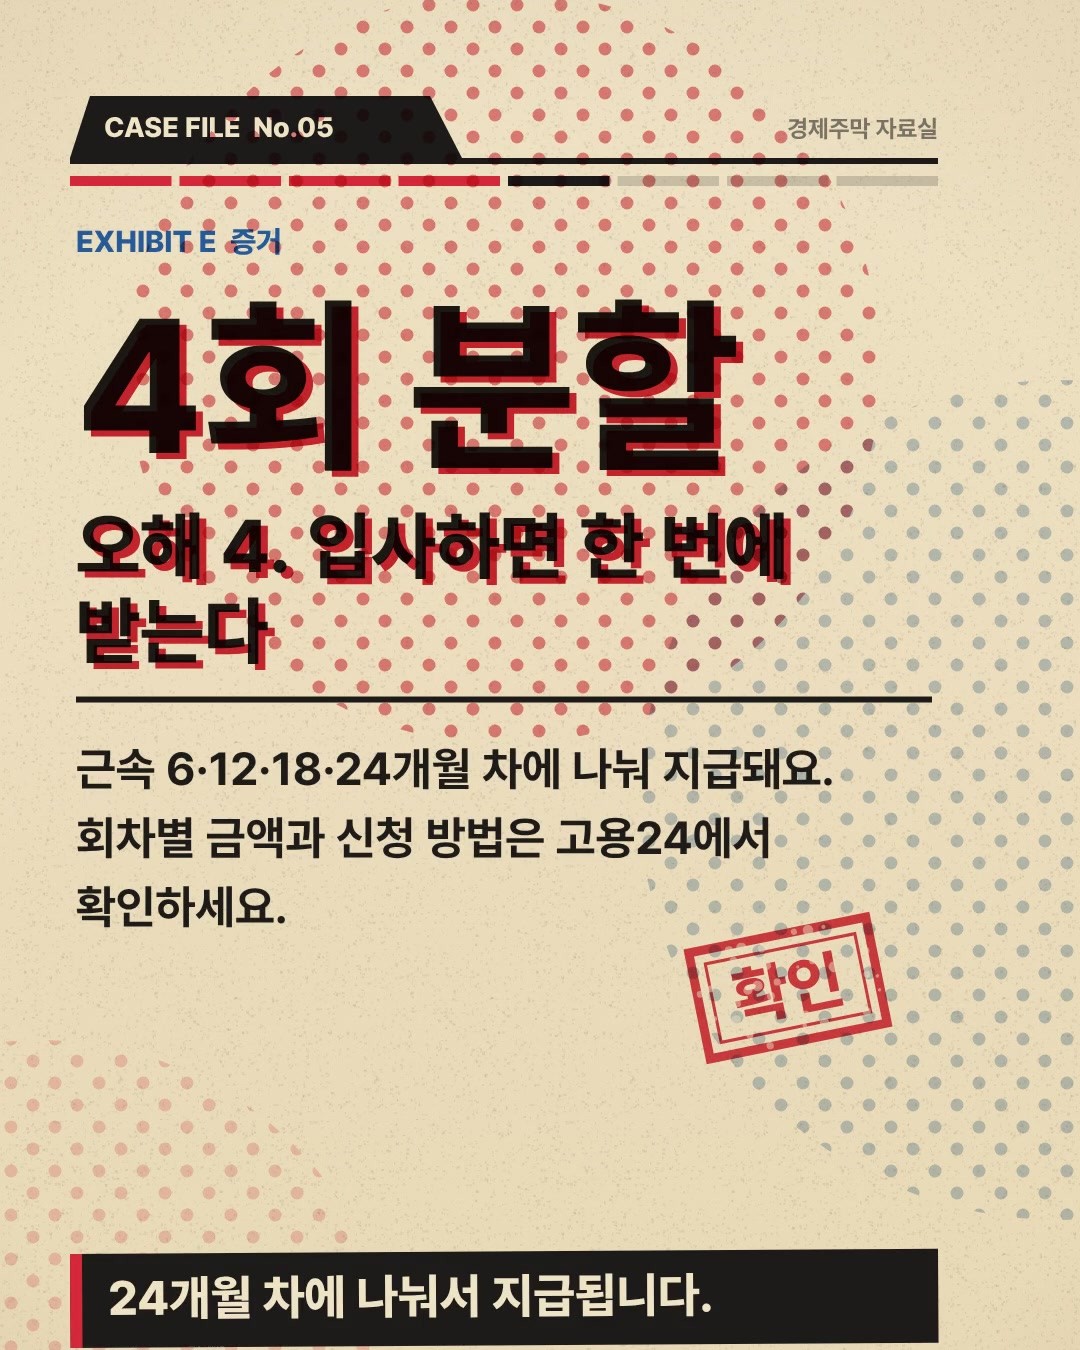 CASE FILE No.05
경제주막 자료실
EXHIBIT E 증거
4회 분할
오해 4. 입사하면 한 번에
받는다
근속 6·12·18·24개월 차에 나눠 지급돼요.
회차별 금액과 신청 방법은 고용24에서
확인하세요.
확인
24개월 차에 나눠서 지급됩니다.